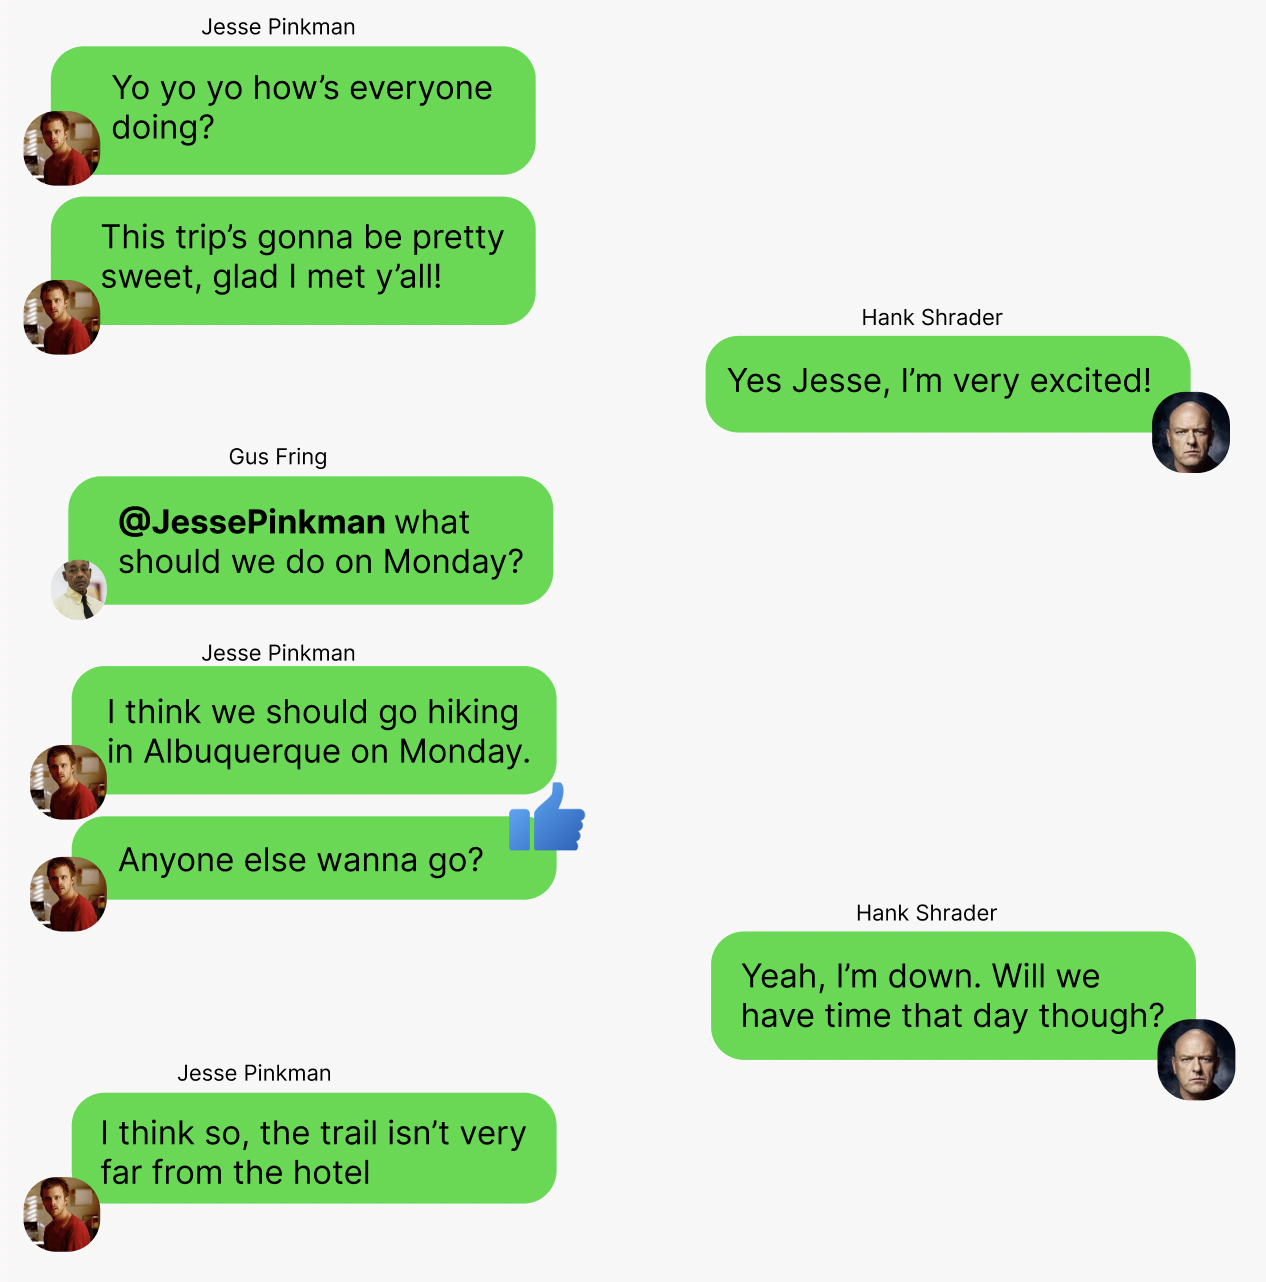 Jesse Pinkman
Yo yo yo how’s everyone
doing?
This trip’s gonna be pretty
sweet, glad I met y’all!
Hank Shrader
Yes Jesse, I’m very excited!
Gus Fring
@JessePinkman what
should we do on Monday?
Jesse Pinkman
I think we should go hiking
in Albuquerque on Monday.
Anyone else wanna go?
Hank Shrader
Yeah, I’m down. Will we
have time that day though?
Jesse Pinkman
I think so, the trail isn’t very
far from the hotel